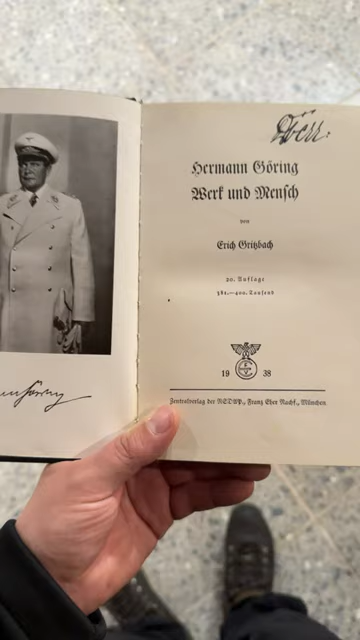 Hermann Göring
Werk und Mensch
von
Erich Gritzbach
20. Auflage
381.–400. Tausend
19 38
Zentralverlag der NSDAP., Franz Eher Nachf., München